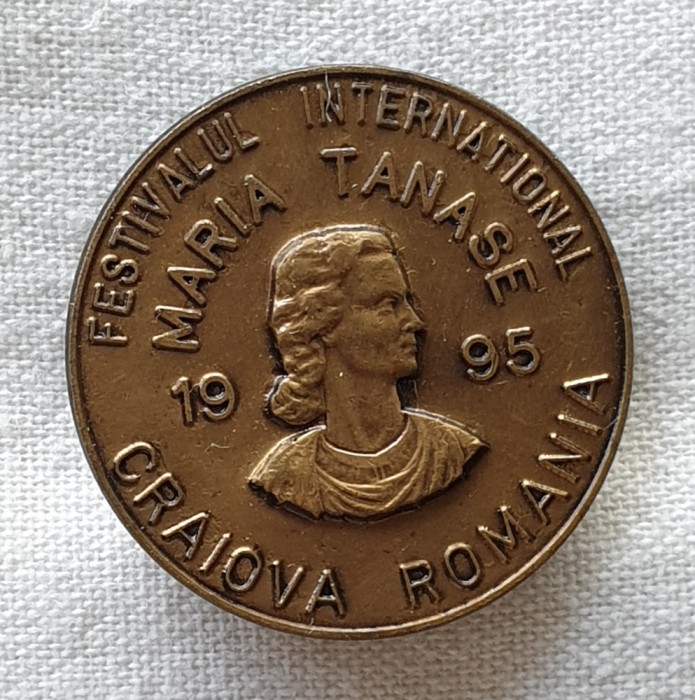 FESTIVALUL INTERNATIONAL
MARIA TANASE
19 95
CRAIOVA ROMANIA